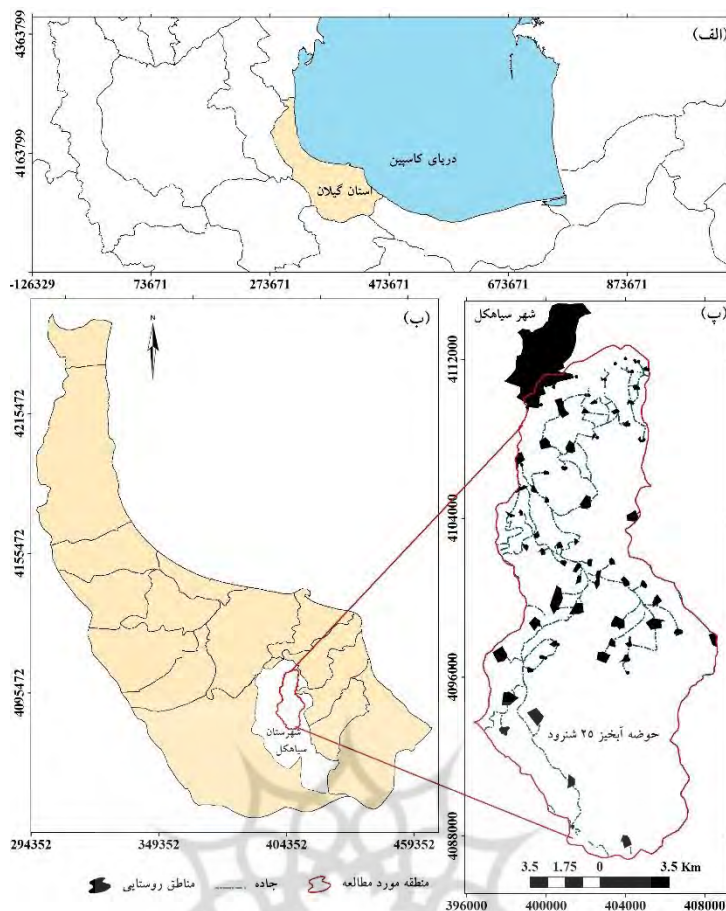 4363799
4163799
(الف)
دریای کاسپین
استان گیلان
-126329 73671 273671 473671 673671 873671
(ب)
N
4215472
4155472
4095472
شهرستان
سیاهکل
294352 349352 404352 459352
(پ)
شهر سیاهکل
4112000
4104000
4096000
4088000
حوضه آبخیز ۲۵ شنرود
3.5 1.75 0 3.5 Km
396000 400000 404000 408000
منطقه مورد مطالعه جاده مناطق روستایی